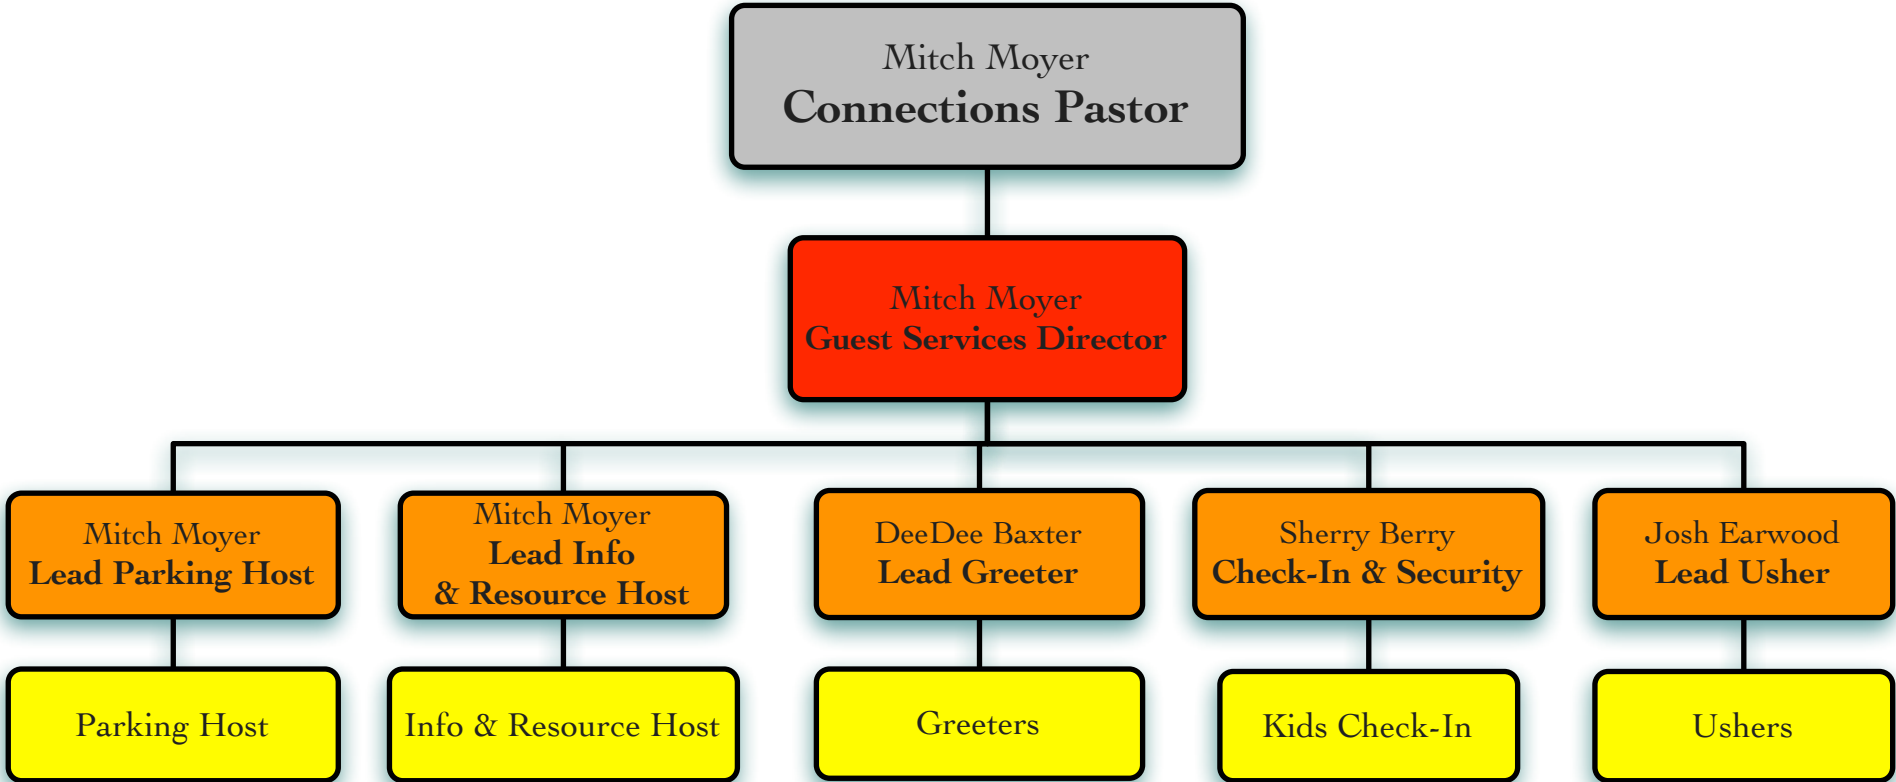 Mitch Moyer
Connections Pastor
Mitch Moyer
Guest Services Director
Mitch Moyer
Lead Parking Host
Mitch Moyer
Lead Info
& Resource Host
DeeDee Baxter
Lead Greeter
Sherry Berry
Check-In & Security
Josh Earwood
Lead Usher
Parking Host
Info & Resource Host
Greeters
Kids Check-In
Ushers